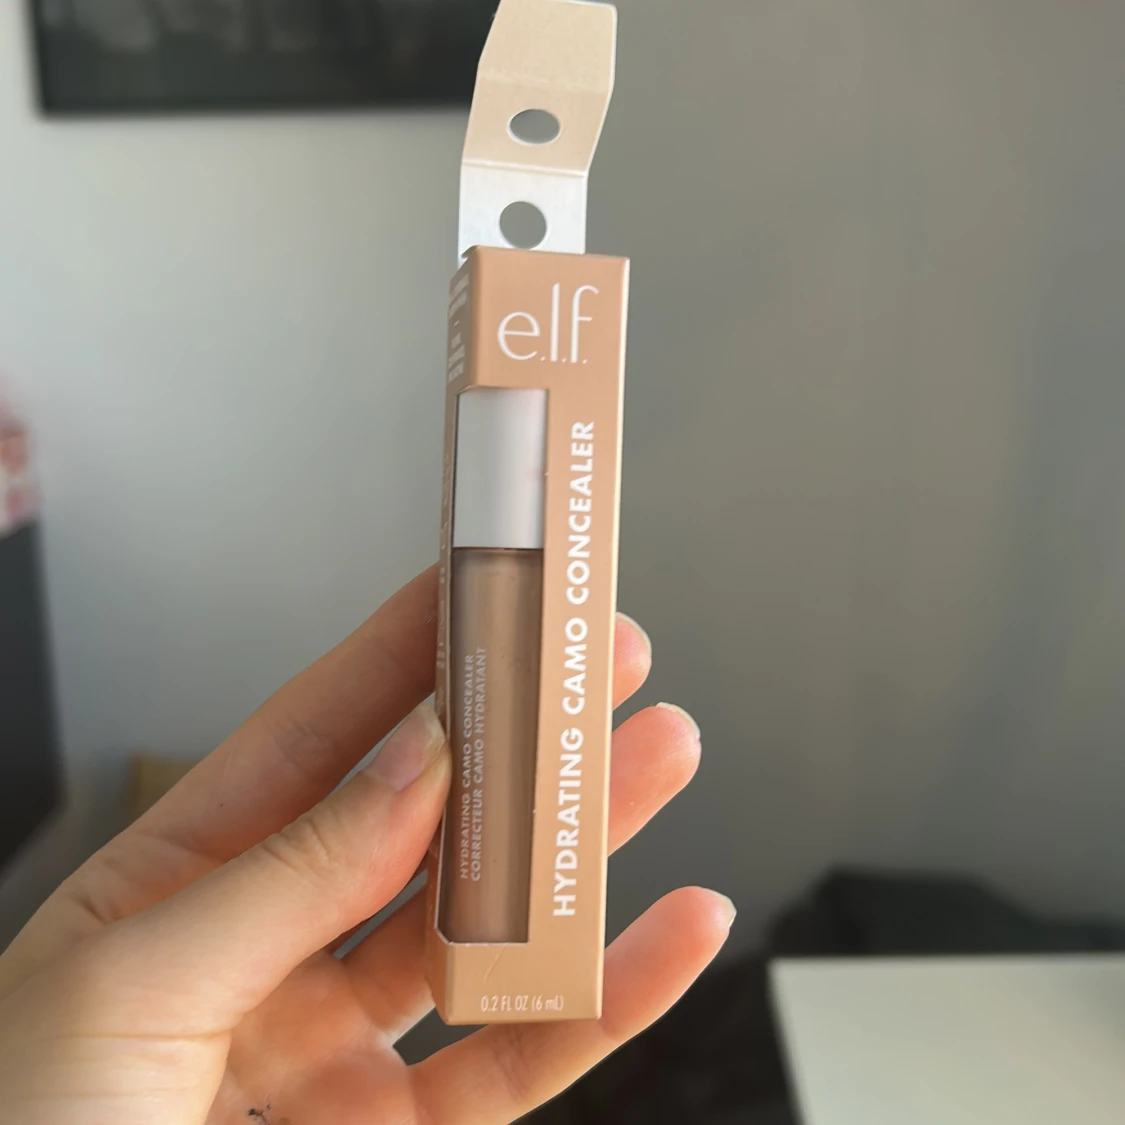 e.l.f.
HYDRATING CAMO CONCEALER
HYDRATING CAMO CONCEALER
CORRECTEUR CAMO HYDRATANT
0.2 FL OZ (6 mL)